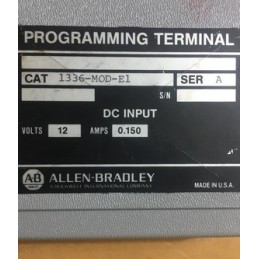 PROGRAMMING TERMINAL
CAT 1336-MOD-E1 SER A
S/N
DC INPUT
VOLTS 12 AMPS 0.150
AB ALLEN-BRADLEY
A ROCKWELL INTERNATIONAL COMPANY
MADE IN U.S.A.